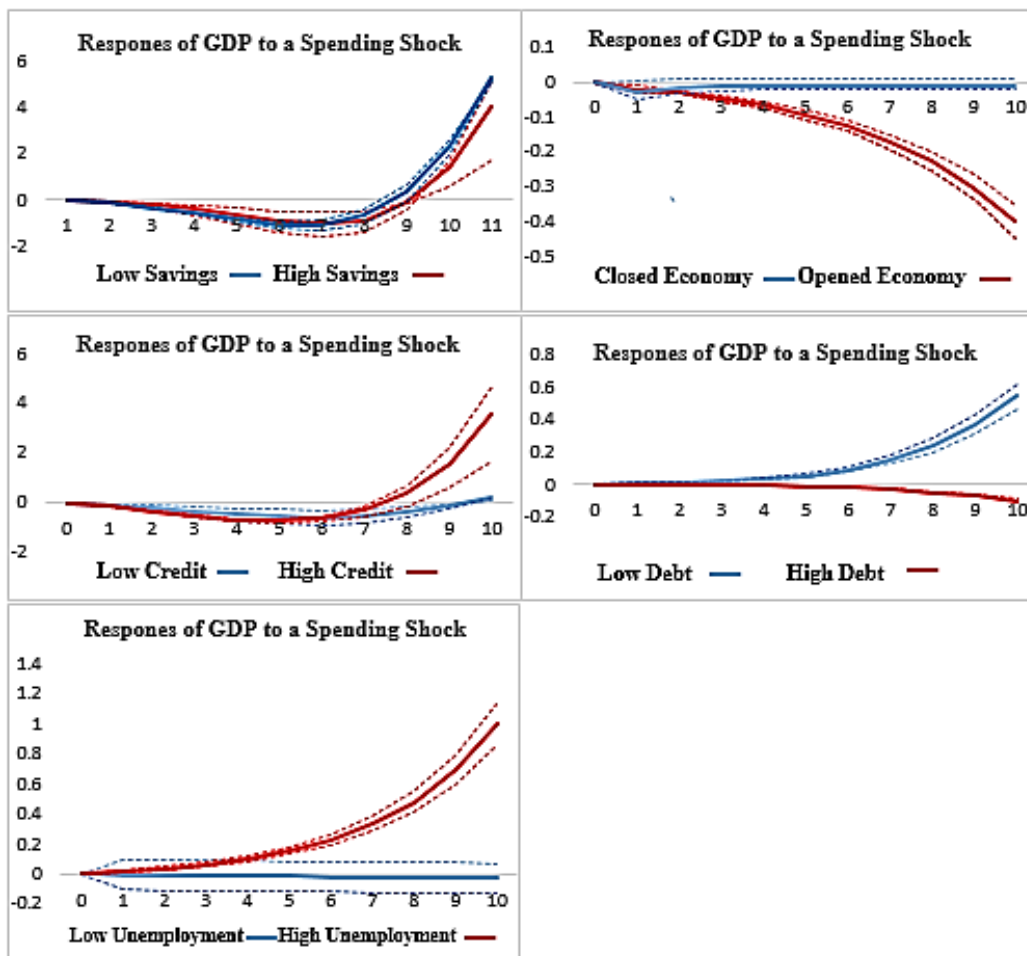 Respones of GDP to a Spending Shock
6
4
2
0
-2
1 2 3 4 5 6 7 8 9 10 11
Low Savings High Savings
Respones of GDP to a Spending Shock
0.1
0
-0.1
-0.2
-0.3
-0.4
-0.5
0 1 2 3 4 5 6 7 8 9 10
Closed Economy Opened Economy
Respones of GDP to a Spending Shock
6
4
2
0
-2
0 1 2 3 4 5 6 7 8 9 10
Low Credit High Credit
Respones of GDP to a Spending Shock
0.8
0.6
0.4
0.2
0
-0.2
0 1 2 3 4 5 6 7 8 9 10
Low Debt High Debt
Respones of GDP to a Spending Shock
1.4
1.2
1
0.8
0.6
0.4
0.2
0
-0.2
0 1 2 3 4 5 6 7 8 9 10
Low Unemployment High Unemployment